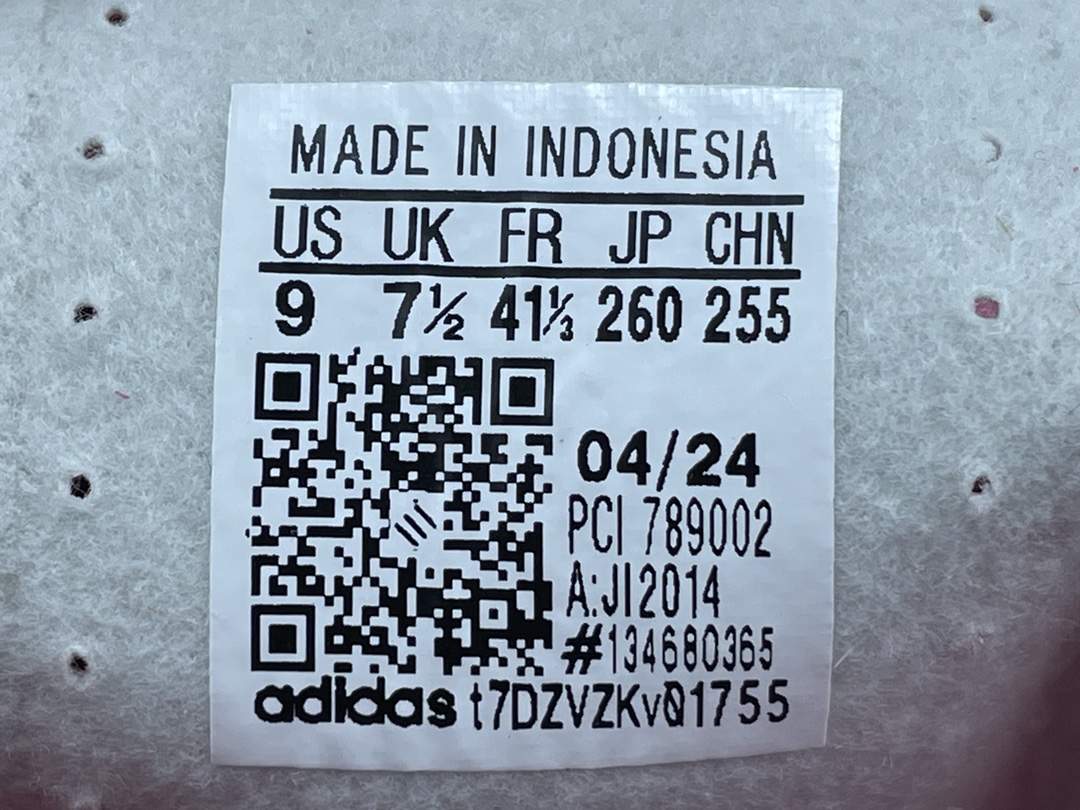 MADE IN INDONESIA
US UK FR JP CHN
9 7½ 41⅓ 260 255
04/24
PCI 789002
A:JI2014
#134680365
adidas t7DZVZKvQ1755